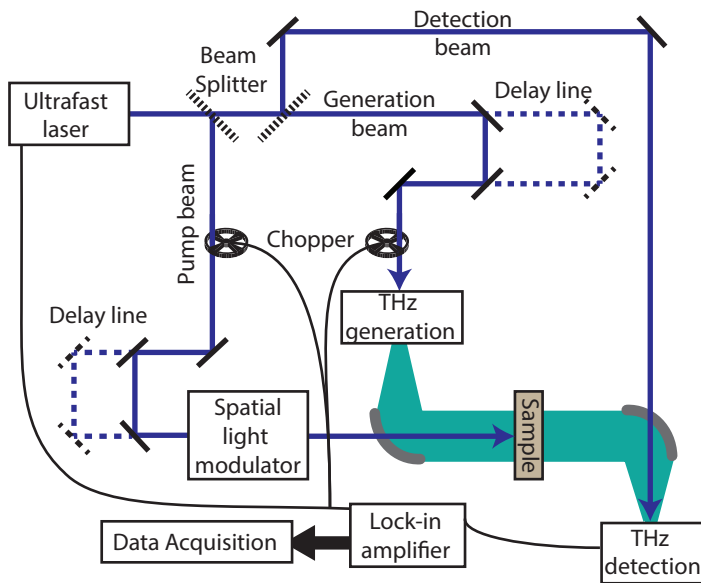 Detection
beam
Beam
Splitter
Ultrafast
laser
Generation
beam
Delay line
Pump beam
Chopper
THz
generation
Delay line
Spatial
light
modulator
Sample
Data Acquisition
Lock-in
amplifier
THz
detection